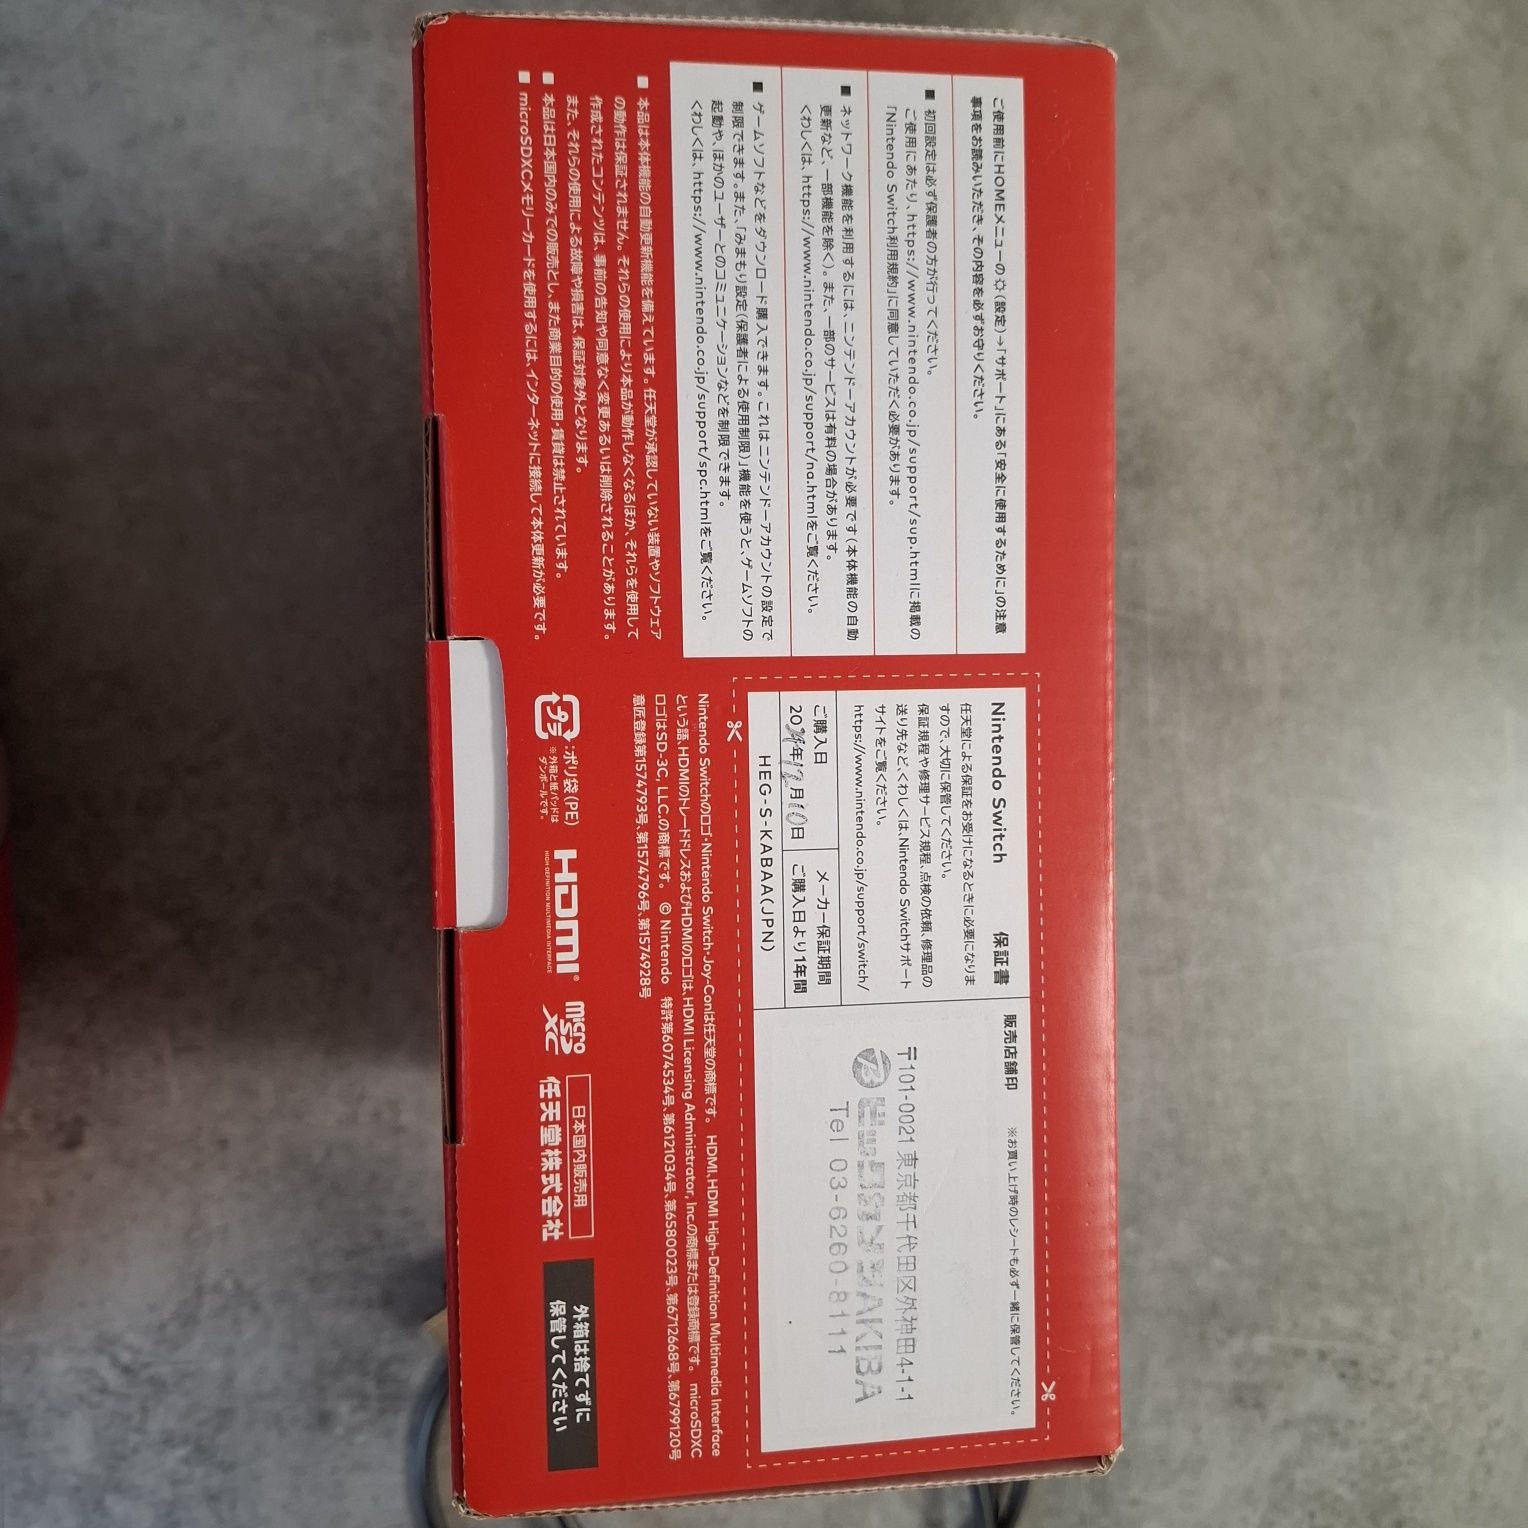 ご使用前にHOMEメニューの(設定)→「サポート」にある「安全に使用するために」の注意
事項をお読みいただき、その内容を必ずお守りください。
■ 初回設定は必ず保護者の方が行ってください。
ご使用にあたり、https://www.nintendo.co.jp/support/sup.htmlに掲載の
「Nintendo Switch利用規約」に同意していただく必要があります。
■ ネットワーク機能を利用するには、ニンテンドーアカウントが必要です(本体機能の自動
更新など、一部機能を除く)。また、一部のサービスは有料の場合があります。
くわしくは、https://www.nintendo.co.jp/support/na.htmlをご覧ください。
■ ゲームソフトなどをダウンロード購入できます。これはニンテンドーアカウントの設定で
制限できます。また、「みまもり設定(保護者による使用制限)」機能を使うと、ゲームソフトの
起動や、ほかのユーザーとのコミュニケーションなどを制限できます。
くわしくは、https://www.nintendo.co.jp/support/spc.htmlをご覧ください。
■ 本品は本体機能の自動更新機能を備えています。任天堂が承認していない装置やソフトウェア
の動作は保証されません。それらの使用により本品が動作しなくなるほか、それらを使用して
作成されたコンテンツは、事前の告知や同意なく変更あるいは削除されることがあります。
また、それらの使用による故障や損害は、保証対象外となります。
■ 本品は日本国内のみでの販売とし、また商業目的の使用・賃貸は禁止されています。
■ microSDXCメモリーカードを使用するには、インターネットに接続して本体更新が必要です。
Nintendo Switch 保証書
任天堂による保証をお受けになるときに必要になりま
すので、大切に保管してください。
保証規程や修理サービス規程、点検の依頼、修理品の
送り先など、くわしくは、Nintendo Switchサポート
サイトをご覧ください。
https://www.nintendo.co.jp/support/switch/
ご購入日
2024年12月10日
メーカー保証期間
ご購入日より1年間
HEG-S-KABAA(JPN)
販売店舗印
※お買い上げ時のレシートも必ず一緒に保管してください。
〒101-0021 東京都千代田区外神田4-1-1
AKIBA
Tel 03-6260-8111
Nintendo Switchのロゴ・Nintendo Switch・Joy-Conは任天堂の商標です。 HDMI、HDMI High-Definition Multimedia Interface
という語、HDMIのトレードドレスおよびHDMIのロゴは、HDMI Licensing Administrator, Inc.の商標または登録商標です。 microSDXC
ロゴはSD-3C, LLC.の商標です。 © Nintendo 特許第6074534号、第6121034号、第6580023号、第6712668号、第6799120号
意匠登録第1574793号、第1574796号、第1574928号
プラ
:ポリ袋(PE)
※外箱と紙パッドは
ダンボールです。
HDMI®
HIGH-DEFINITION MULTIMEDIA INTERFACE
micro
SD
XC
日本国内販売用
任天堂株式会社
外箱は捨てずに
保管してください